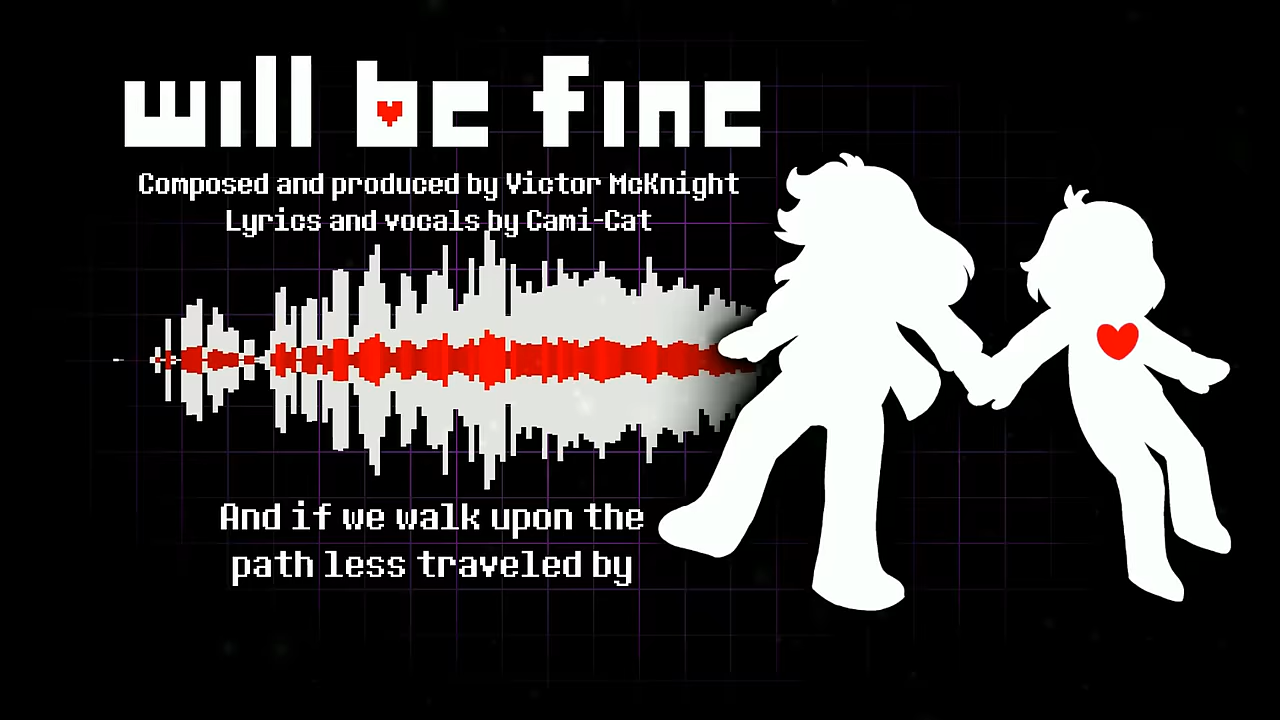 will be fine
Composed and produced by Victor McKnight
Lyrics and vocals by Cami-Cat
And if we walk upon the
path less traveled by